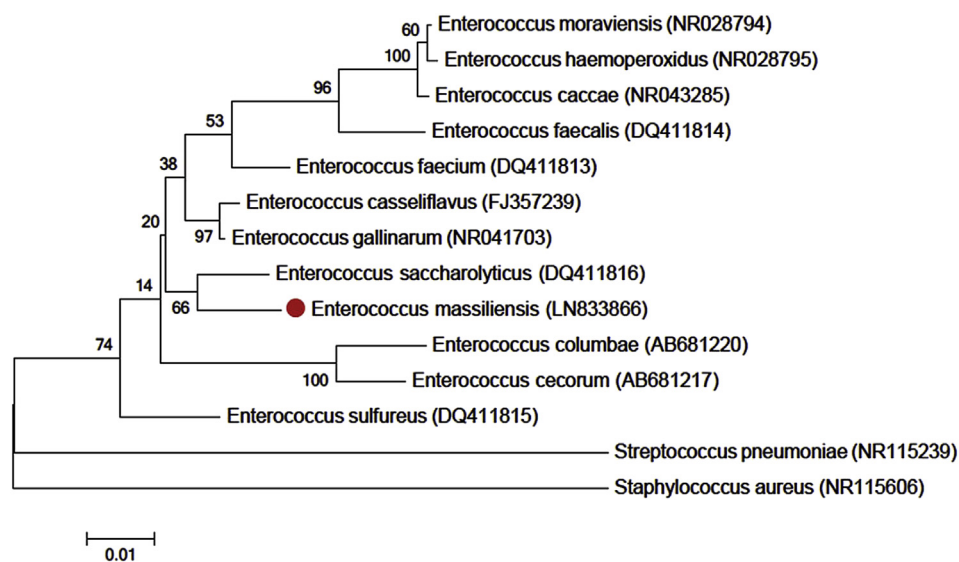 Enterococcus moraviensis (NR028794)
60
Enterococcus haemoperoxidus (NR028795)
100
Enterococcus caccae (NR043285)
96
Enterococcus faecalis (DQ411814)
53
Enterococcus faecium (DQ411813)
38
Enterococcus casseliflavus (FJ357239)
20
97
Enterococcus gallinarum (NR041703)
Enterococcus saccharolyticus (DQ411816)
14
66
Enterococcus massiliensis (LN833866)
74
Enterococcus columbae (AB681220)
100
Enterococcus cecorum (AB681217)
Enterococcus sulfureus (DQ411815)
Streptococcus pneumoniae (NR115239)
Staphylococcus aureus (NR115606)
0.01